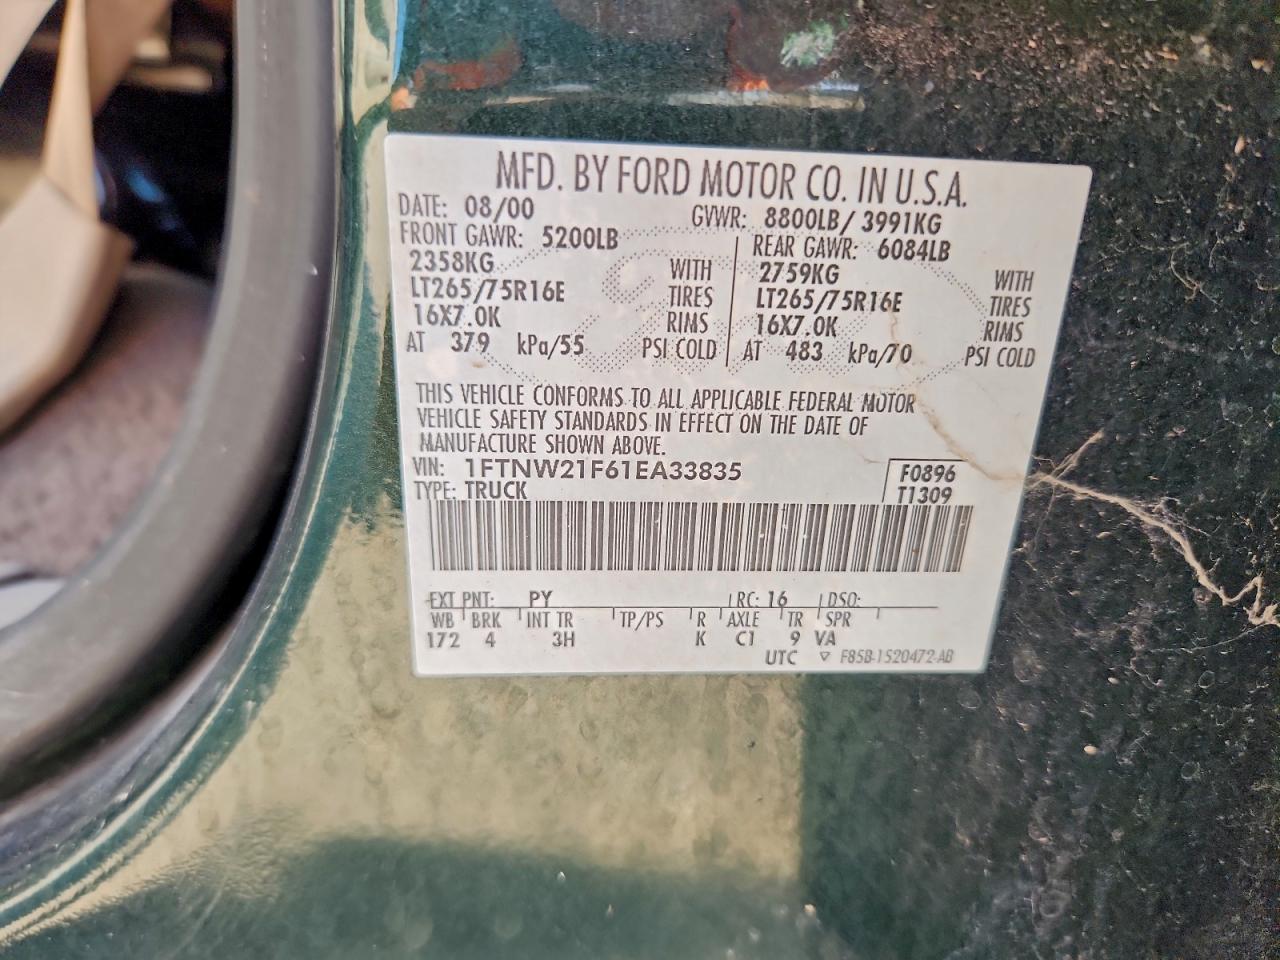 MFD. BY FORD MOTOR CO. IN U.S.A.
DATE: 08/00 GVWR: 8800LB/ 3991KG
FRONT GAWR: 5200LB REAR GAWR: 6084LB
2358KG WITH 2759KG WITH
LT265/75R16E TIRES LT265/75R16E TIRES
16X7.0K RIMS 16X7.0K RIMS
AT 379 kPa/55 PSI COLD AT 483 kPa/70 PSI COLD
THIS VEHICLE CONFORMS TO ALL APPLICABLE FEDERAL MOTOR
VEHICLE SAFETY STANDARDS IN EFFECT ON THE DATE OF
MANUFACTURE SHOWN ABOVE.
VIN: 1FTNW21F61EA33835 F0896
TYPE: TRUCK T1309
EXT PNT: PY RC: 16 DSO:
WB BRK INT TR TP/PS R AXLE TR SPR
172 4 3H K C1 9 VA
UTC ▽ F85B-1520472-AB